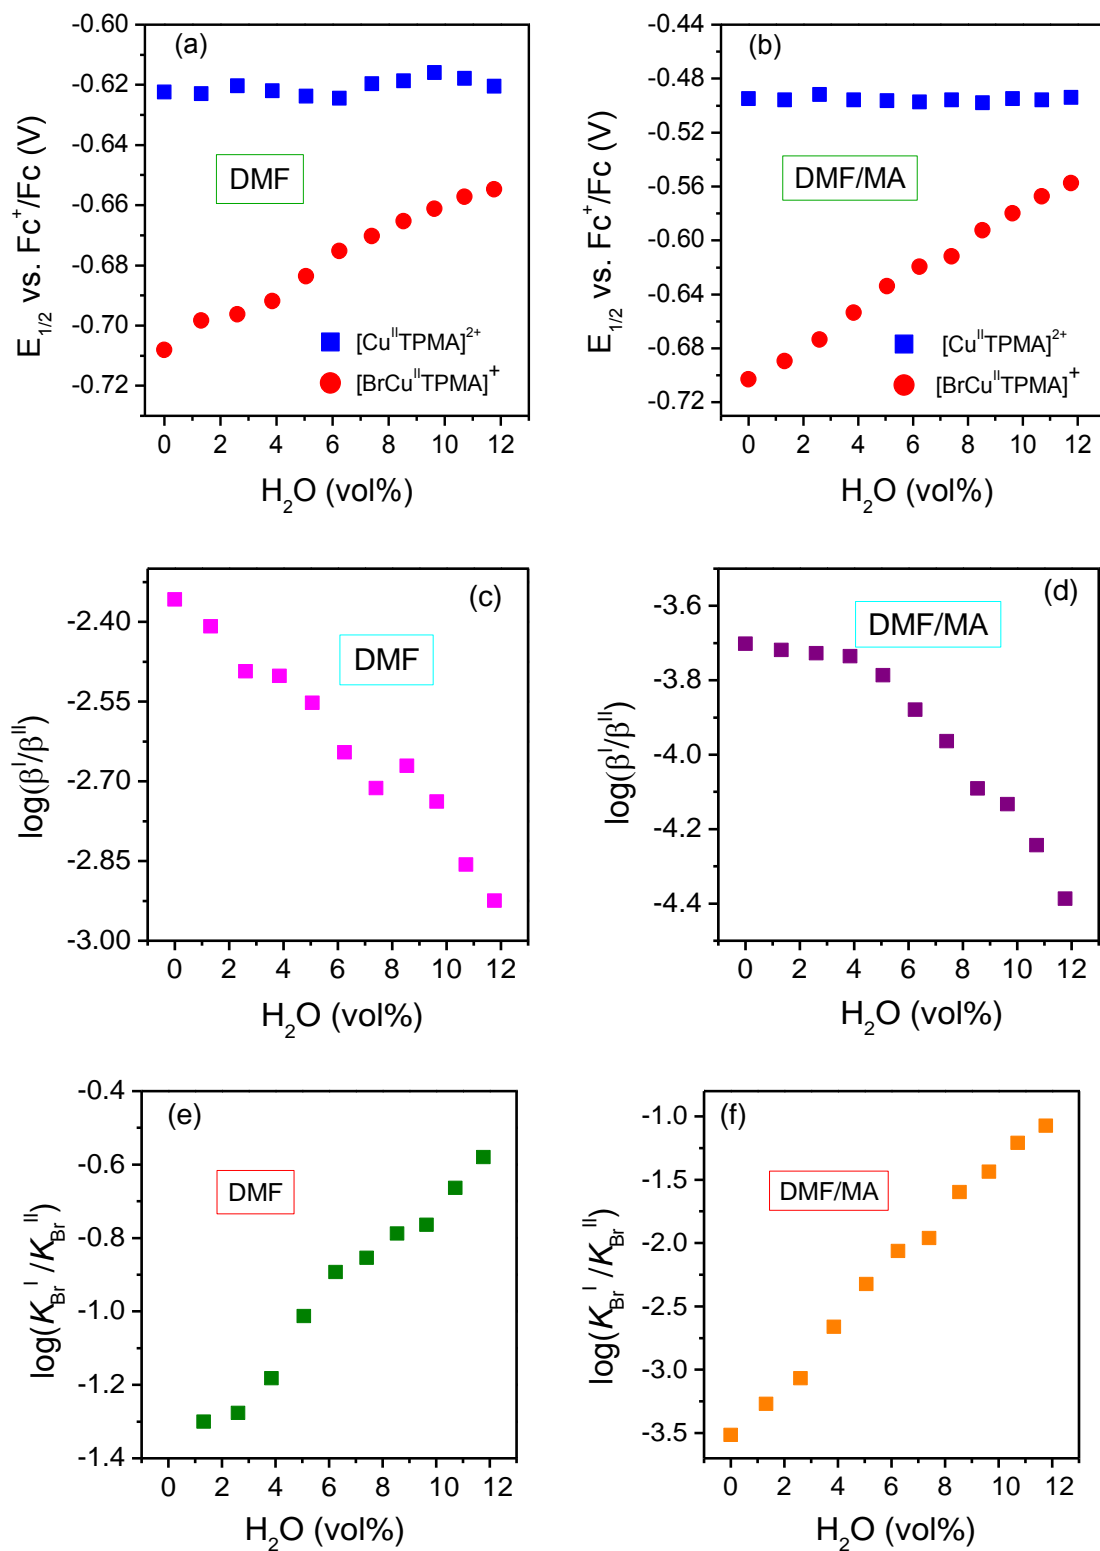 (a)
E1/2 vs. Fc+/Fc (V)
-0.60
-0.62
-0.64
-0.66
-0.68
-0.70
-0.72
DMF
[CuIITPMA]2+
[BrCuIITPMA]+
0 2 4 6 8 10 12
H2O (vol%)
(b)
E1/2 vs. Fc+/Fc (V)
-0.44
-0.48
-0.52
-0.56
-0.60
-0.64
-0.68
-0.72
DMF/MA
[CuIITPMA]2+
[BrCuIITPMA]+
0 2 4 6 8 10 12
H2O (vol%)
(c)
log(βI/βII)
-2.40
-2.55
-2.70
-2.85
-3.00
DMF
0 2 4 6 8 10 12
H2O (vol%)
(d)
log(βI/βII)
-3.6
-3.8
-4.0
-4.2
-4.4
DMF/MA
0 2 4 6 8 10 12
H2O (vol%)
(e)
log(KBrI/KBrII)
-0.4
-0.6
-0.8
-1.0
-1.2
-1.4
DMF
0 2 4 6 8 10 12
H2O (vol%)
(f)
log(KBrI/KBrII)
-1.0
-1.5
-2.0
-2.5
-3.0
-3.5
DMF/MA
0 2 4 6 8 10 12
H2O (vol%)